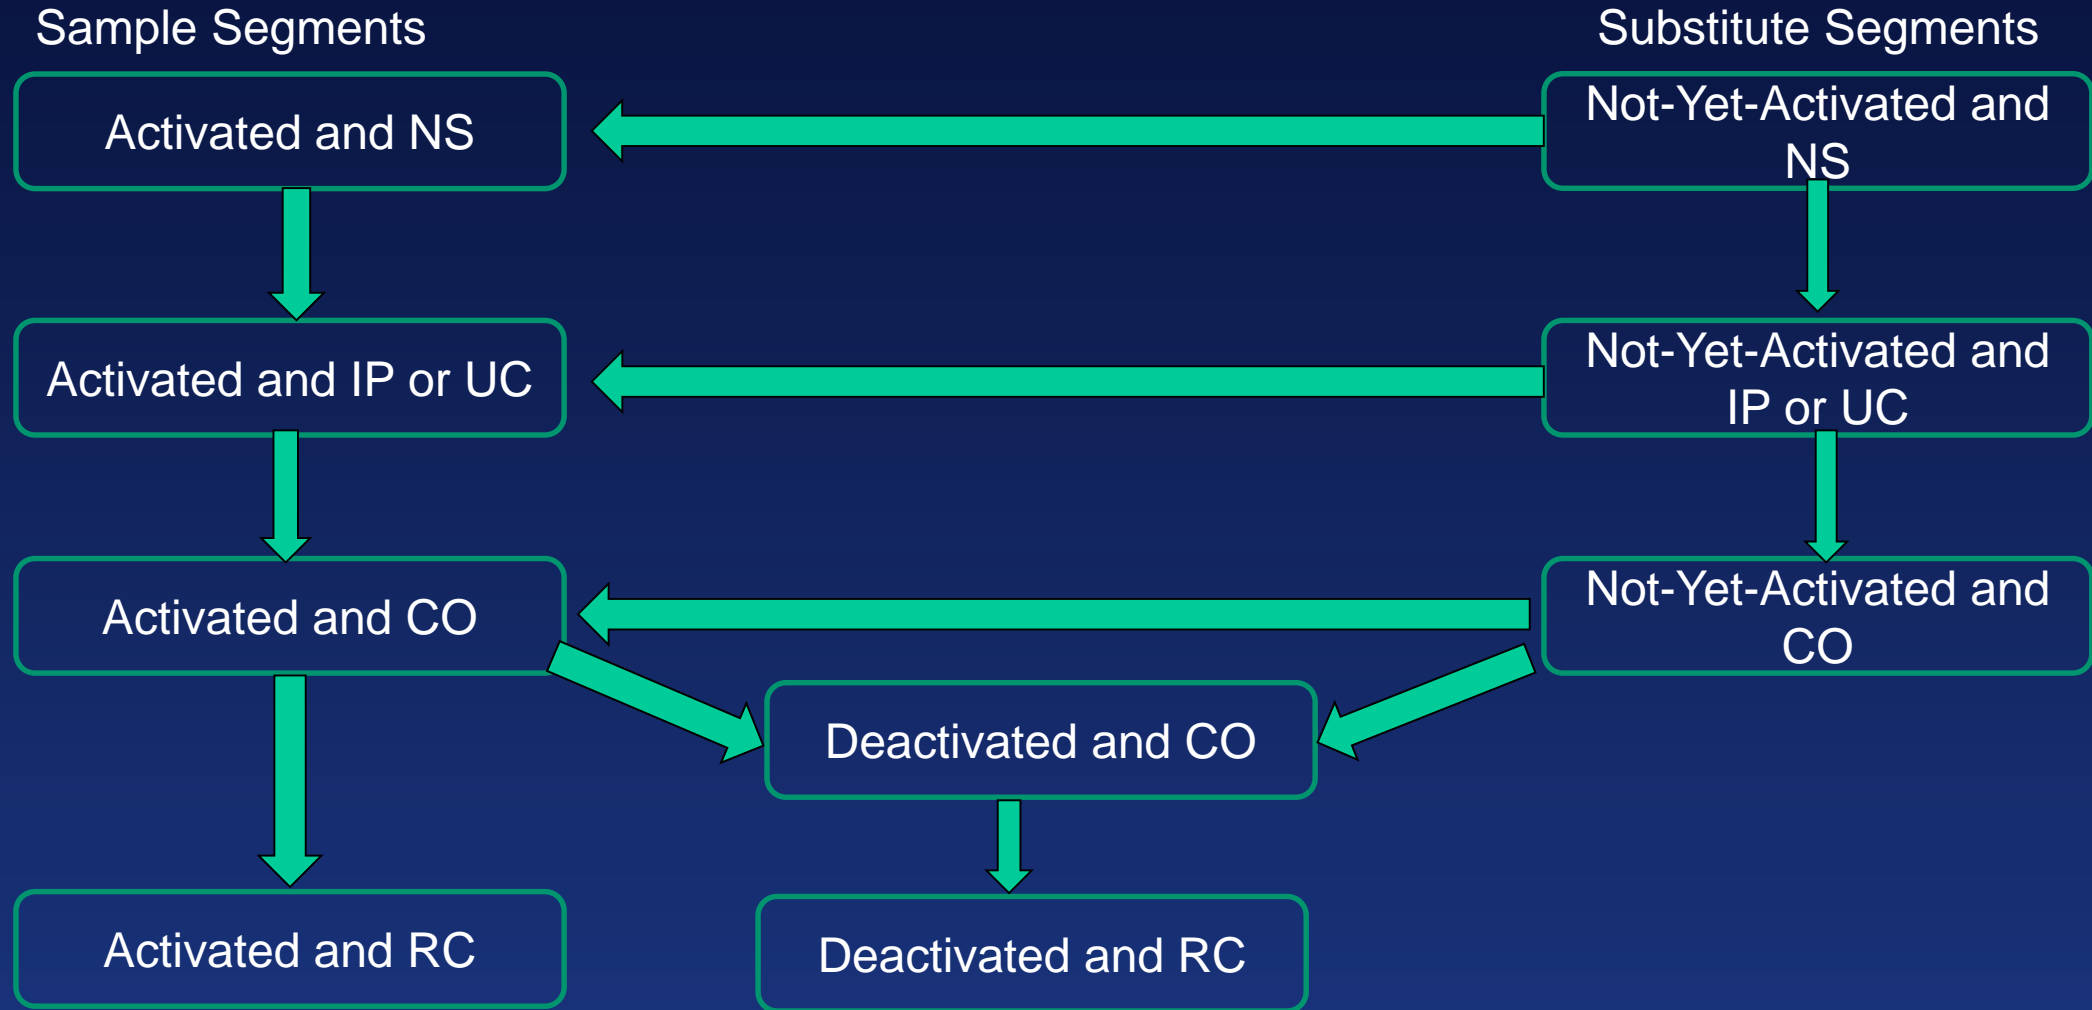 Sample Segments
Substitute Segments
Activated and NS
Not-Yet-Activated and
NS
Activated and IP or UC
Not-Yet-Activated and
IP or UC
Activated and CO
Not-Yet-Activated and
CO
Deactivated and CO
Activated and RC
Deactivated and RC